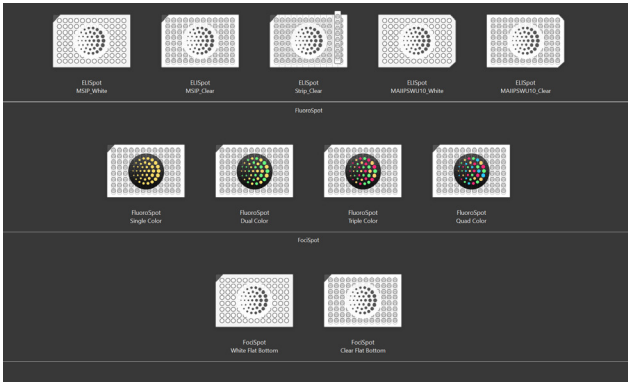 ELISpot
MSIP_White
ELISpot
MSIP_Clear
ELISpot
Strip_Clear
ELISpot
MAIIPSWU10_White
ELISpot
MAIIPSWU10_Clear
FluoroSpot
FluoroSpot
Single Color
FluoroSpot
Dual Color
FluoroSpot
Triple Color
FluoroSpot
Quad Color
FociSpot
FociSpot
White Flat Bottom
FociSpot
Clear Flat Bottom